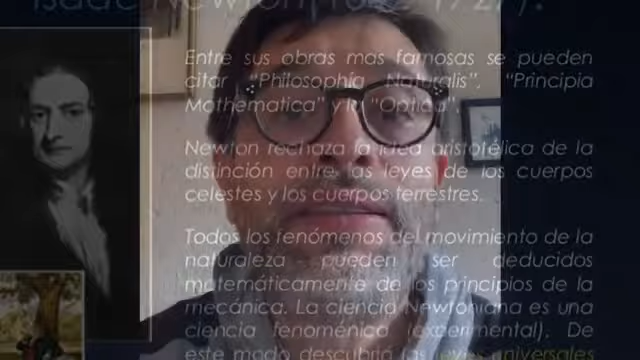 Isaac Newton(1642-1727).
Entre sus obras mas famosas se pueden
citar "Philosophía Naturalis", "Principia
Mathematica" y "Optica".
Newton rechaza la idea aristotélica de la
distinción entre las leyes de los cuerpos
celestes y los cuerpos terrestres.
Todos los fenómenos del movimiento de la
naturaleza pueden ser deducidos
matemáticamente de los principios de la
mecánica. La ciencia Newtoniana es una
ciencia fenoménica (experimental). De
este modo descubrió las leyes universales